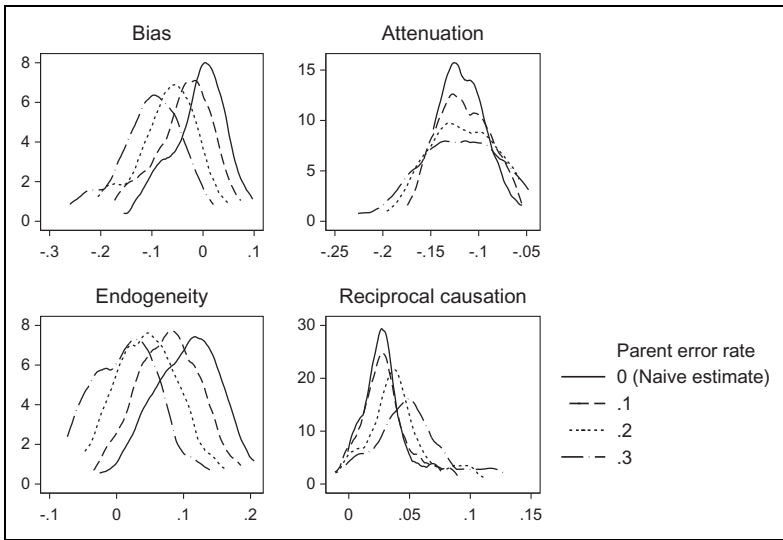 Bias
Attenuation
8
6
4
2
0
-.3 -.2 -.1 0 .1
15
10
5
0
-.25 -.2 -.15 -.1 -.05
Endogeneity
Reciprocal causation
8
6
4
2
0
-.1 0 .1 .2
30
20
10
0
0 .05 .1 .15
Parent error rate
0 (Naive estimate)
.1
.2
.3